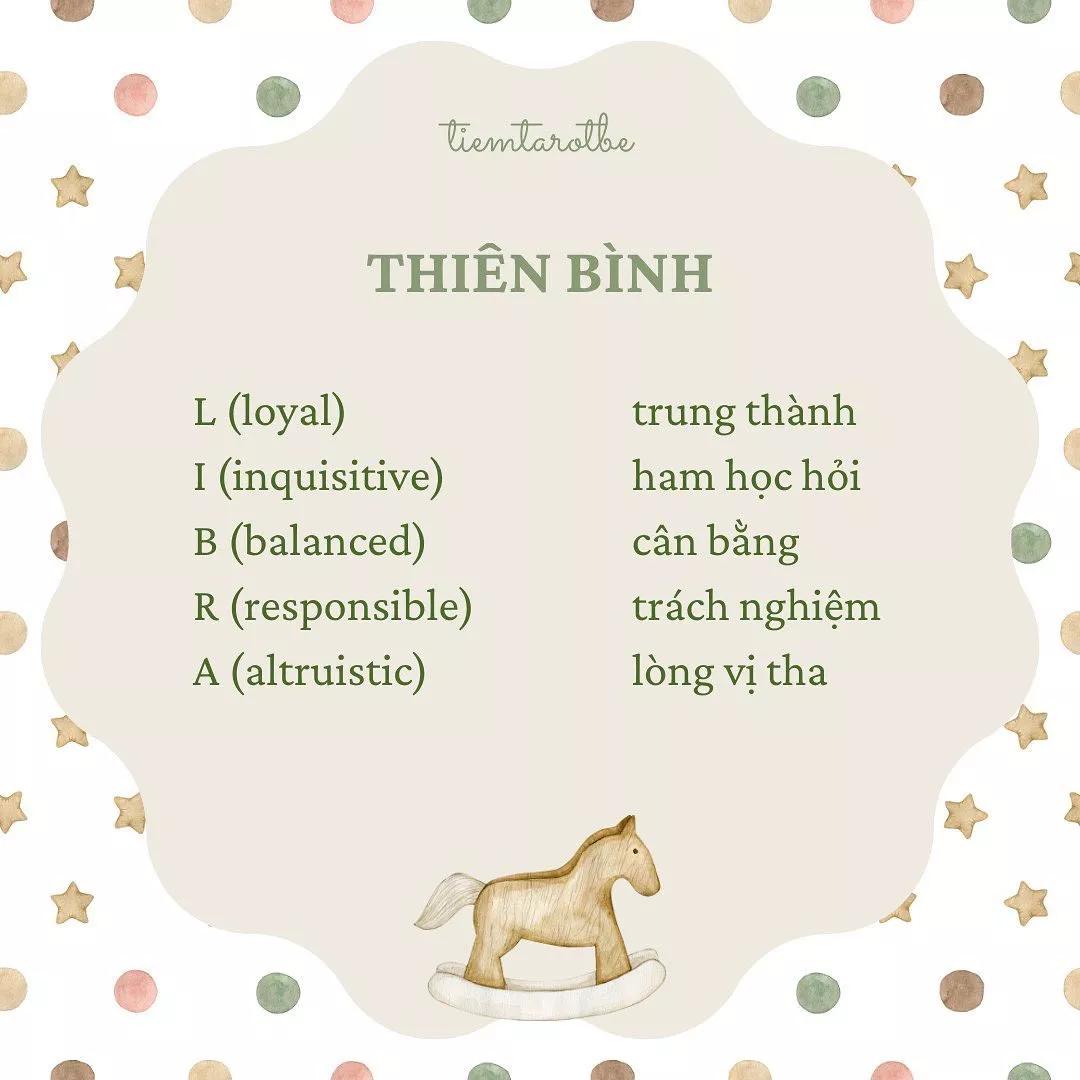 tiemtarotbe
THIÊN BÌNH
L (loyal) trung thành
I (inquisitive) ham học hỏi
B (balanced) cân bằng
R (responsible) trách nghiệm
A (altruistic) lòng vị tha